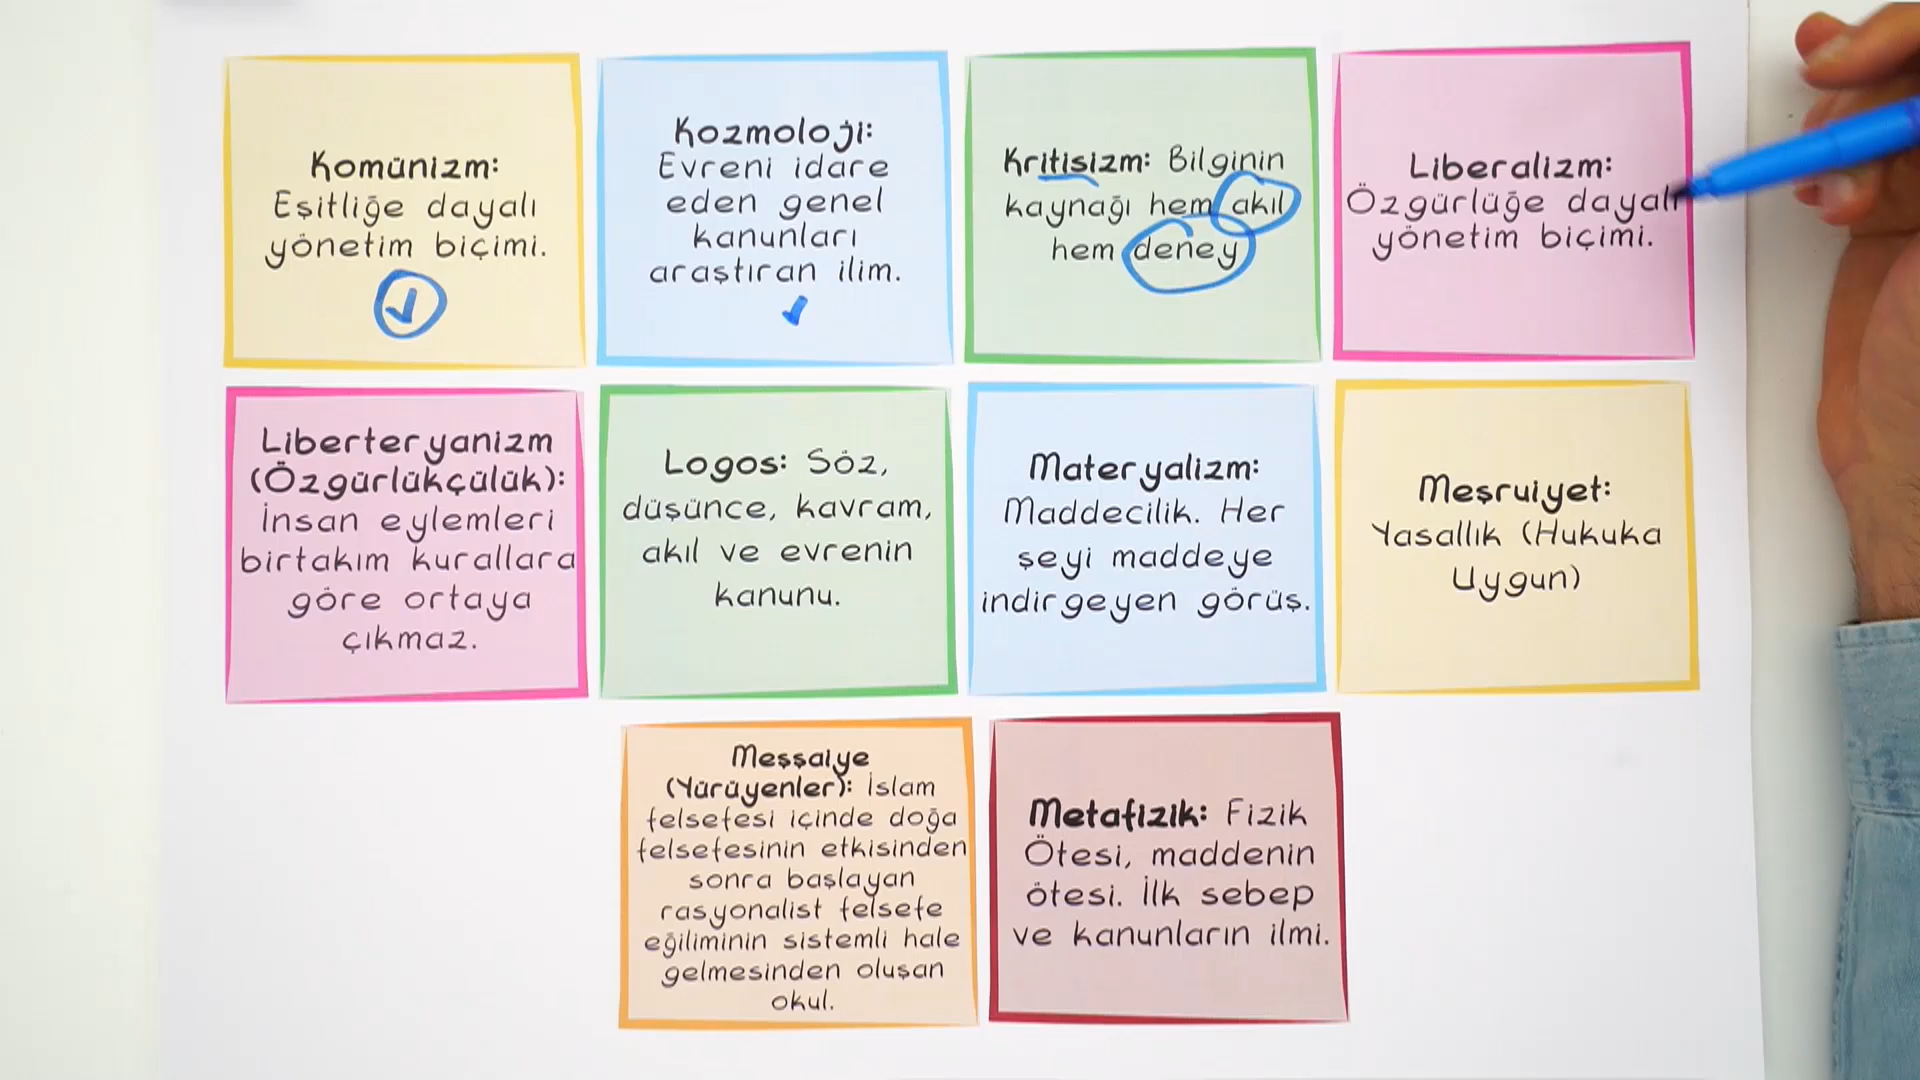 Komünizm:
Eşitliğe dayalı
yönetim biçimi.
Kozmoloji:
Evreni idare
eden genel
kanunları
araştıran ilim.
Kritisizm: Bilginin
kaynağı hem akıl
hem deney
Liberalizm:
Özgürlüğe dayalı
yönetim biçimi.
Liberteryanizm
(Özgürlükçülük):
İnsan eylemleri
birtakım kurallara
göre ortaya
çıkmaz.
Logos: Söz,
düşünce, kavram,
akıl ve evrenin
kanunu.
Materyalizm:
Maddecilik. Her
şeyi maddeye
indirgeyen görüş.
Meşruiyet:
Yasallık (Hukuka
Uygun)
Meşşaiye
(Yürüyenler): İslam
felsefesi içinde doğa
felsefesinin etkisinden
sonra başlayan
rasyonalist felsefe
eğiliminin sistemli hale
gelmesinden oluşan
okul.
Metafizik: Fizik
Ötesi, maddenin
ötesi. İlk sebep
ve kanunların ilmi.